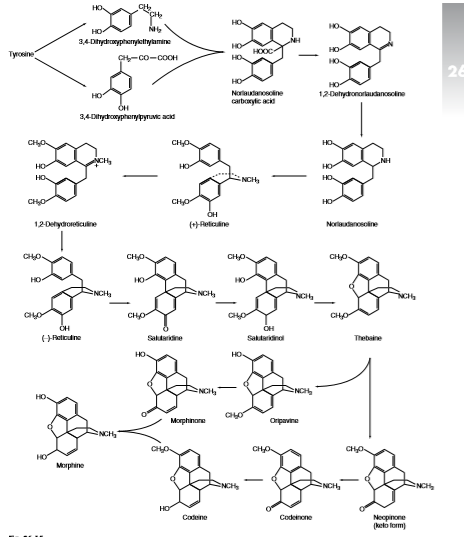 HO
HO
CH₂
CH₂
NH₂
3,4-Dihydroxyphenylethylamine
Tyrosine
CH₂–CO–COOH
HO
OH
3,4-Dihydroxyphenylpyruvic acid
HO
HO
NH
HOOC
HO
HO
Norlaudanosoline
carboxylic acid
HO
HO
N
HO
HO
1,2-Dehydronorlaudanosoline
26
CH₃O
HO
N–CH₃
+
HO
CH₃O
1,2-Dehydroreticuline
CH₃O
HO
NCH₃
CH₃O
OH
(+)-Reticuline
HO
HO
NH
HO
HO
Norlaudanosoline
CH₃O
HO
N–CH₃
CH₃O
OH
(–)-Reticuline
CH₃O
HO
NCH₃
CH₃O
O
Salutaridine
CH₃O
HO
NCH₃
CH₃O
OH
Salutaridinol
CH₃O
O
NCH₃
CH₃O
Thebaine
HO
O
NCH₃
HO
Morphine
HO
O
NCH₃
O
Morphinone
HO
O
NCH₃
CH₃O
Oripavine
CH₃O
O
NCH₃
HO
Codeine
CH₃O
O
NCH₃
O
Codeinone
CH₃O
O
NCH₃
O
Neopinone
(keto form)